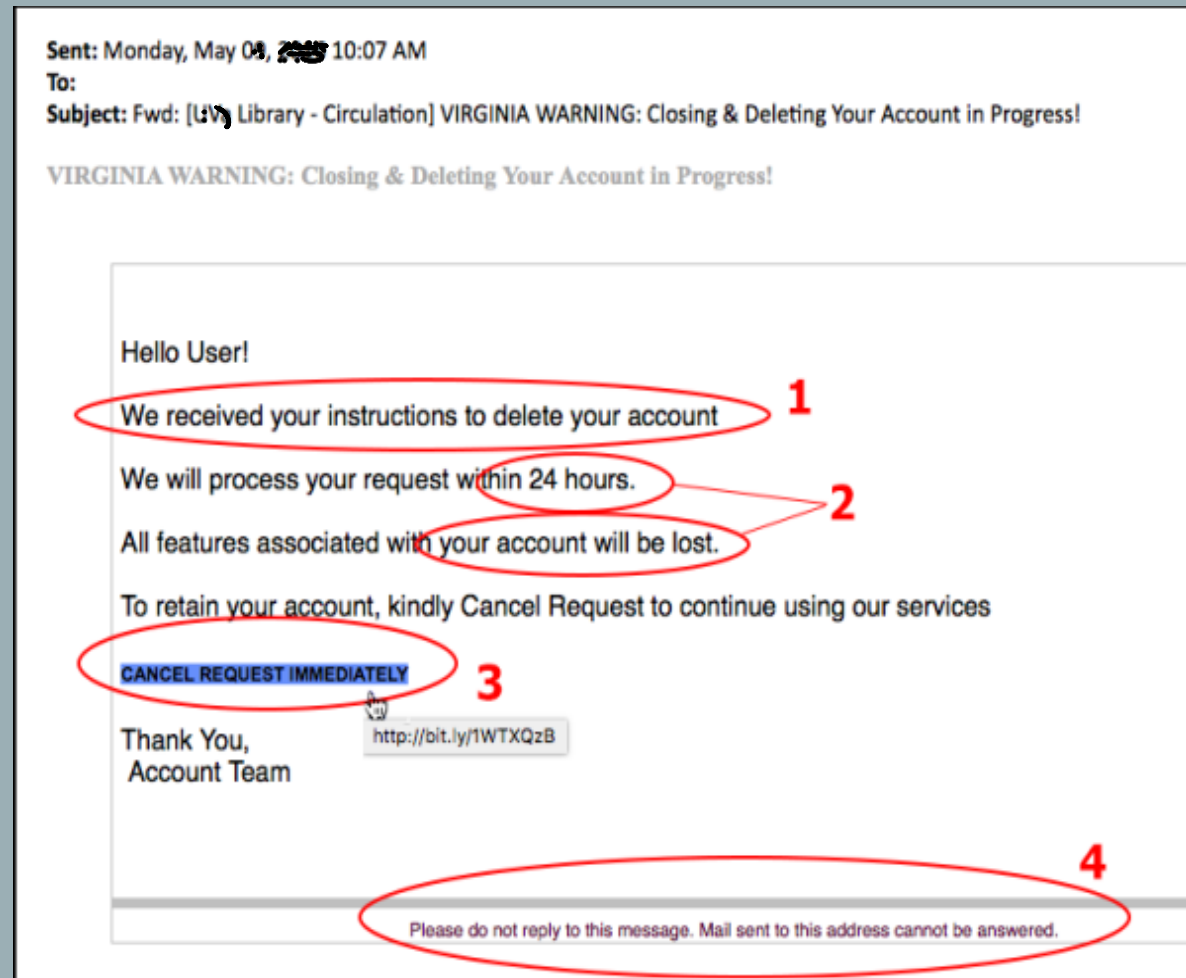 Sent: Monday, May 10:07 AM
To:
Subject: Fwd: [ Library - Circulation] VIRGINIA WARNING: Closing & Deleting Your Account in Progress!
VIRGINIA WARNING: Closing & Deleting Your Account in Progress!
Hello User!
We received your instructions to delete your account
1
We will process your request within 24 hours.
2
All features associated with your account will be lost.
To retain your account, kindly Cancel Request to continue using our services
CANCEL REQUEST IMMEDIATELY
3
http://bit.ly/1WTXQzB
Thank You,
Account Team
4
Please do not reply to this message. Mail sent to this address cannot be answered.